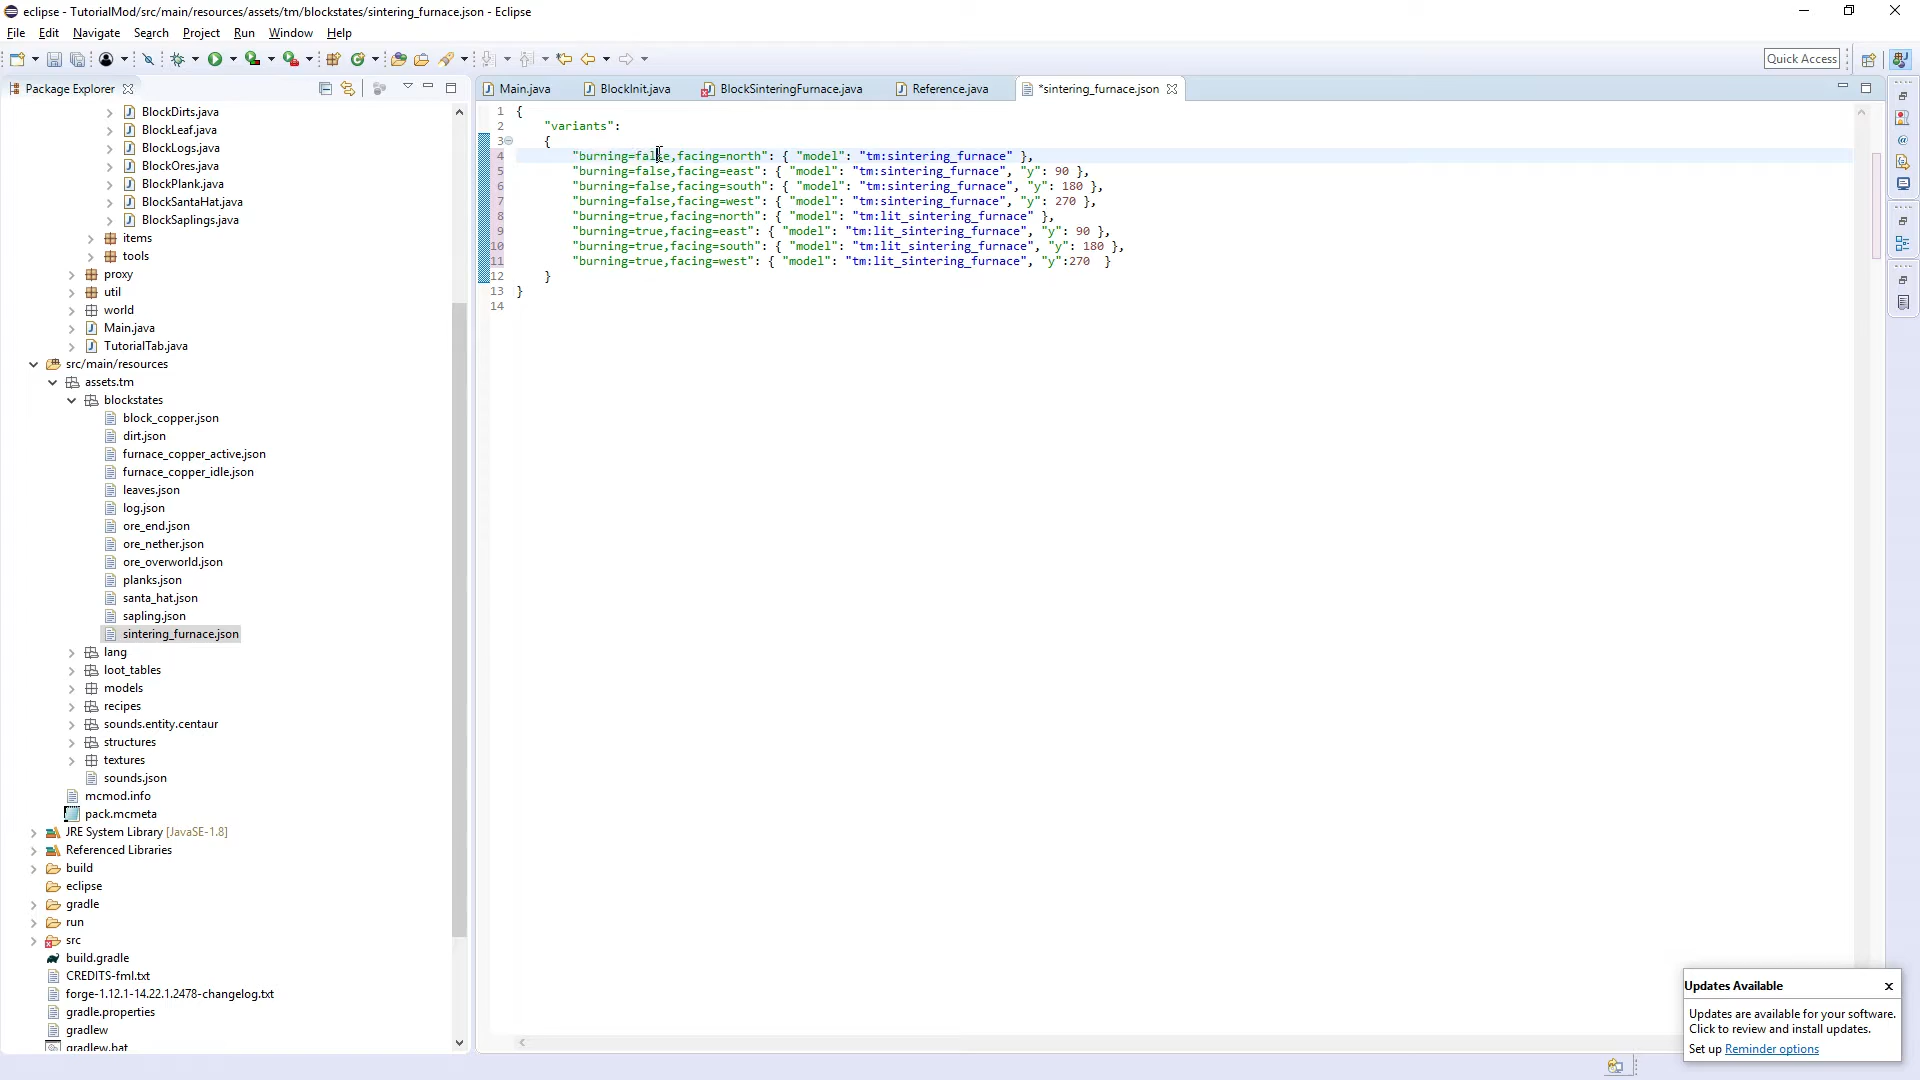 eclipse - TutorialMod/src/main/resources/assets/tm/blockstates/sintering_furnace.json - Eclipse
File Edit Navigate Search Project Run Window Help
Quick Access
Package Explorer
BlockDirts.java
BlockLeaf.java
BlockLogs.java
BlockOres.java
BlockPlank.java
BlockSantaHat.java
BlockSaplings.java
items
tools
proxy
util
world
Main.java
TutorialTab.java
src/main/resources
assets.tm
blockstates
block_copper.json
dirt.json
furnace_copper_active.json
furnace_copper_idle.json
leaves.json
log.json
ore_end.json
ore_nether.json
ore_overworld.json
planks.json
santa_hat.json
sapling.json
sintering_furnace.json
lang
loot_tables
models
recipes
sounds.entity.centaur
structures
textures
sounds.json
mcmod.info
pack.mcmeta
JRE System Library [JavaSE-1.8]
Referenced Libraries
build
eclipse
gradle
run
src
build.gradle
CREDITS-fml.txt
forge-1.12.1-14.22.1.2478-changelog.txt
gradle.properties
gradlew
gradlew.bat
Main.java BlockInit.java BlockSinteringFurnace.java Reference.java *sintering_furnace.json
1 {
2 "variants":
3 {
4 "burning=false,facing=north": { "model": "tm:sintering_furnace" },
5 "burning=false,facing=east": { "model": "tm:sintering_furnace", "y": 90 },
6 "burning=false,facing=south": { "model": "tm:sintering_furnace", "y": 180 },
7 "burning=false,facing=west": { "model": "tm:sintering_furnace", "y": 270 },
8 "burning=true,facing=north": { "model": "tm:lit_sintering_furnace" },
9 "burning=true,facing=east": { "model": "tm:lit_sintering_furnace", "y": 90 },
10 "burning=true,facing=south": { "model": "tm:lit_sintering_furnace", "y": 180 },
11 "burning=true,facing=west": { "model": "tm:lit_sintering_furnace", "y":270  }
12 }
13 }
14
Updates Available
Updates are available for your software.
Click to review and install updates.
Set up Reminder options